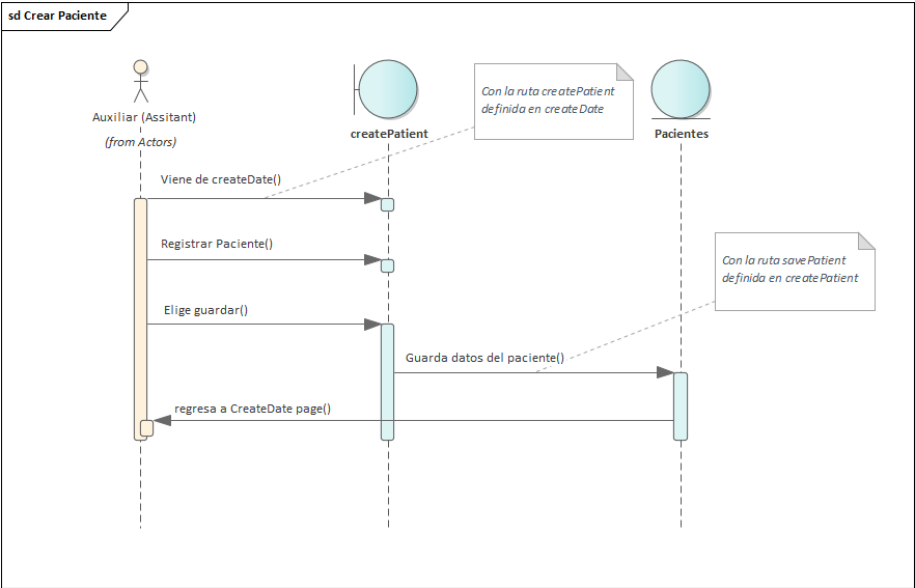 sd Crear Paciente
Auxiliar (Assitant)
(from Actors)
createPatient
Con la ruta createPatient
definida en createDate
Pacientes
Viene de createDate()
Registrar Paciente()
Con la ruta savePatient
definida en createPatient
Elige guardar()
Guarda datos del paciente()
regresa a CreateDate page()